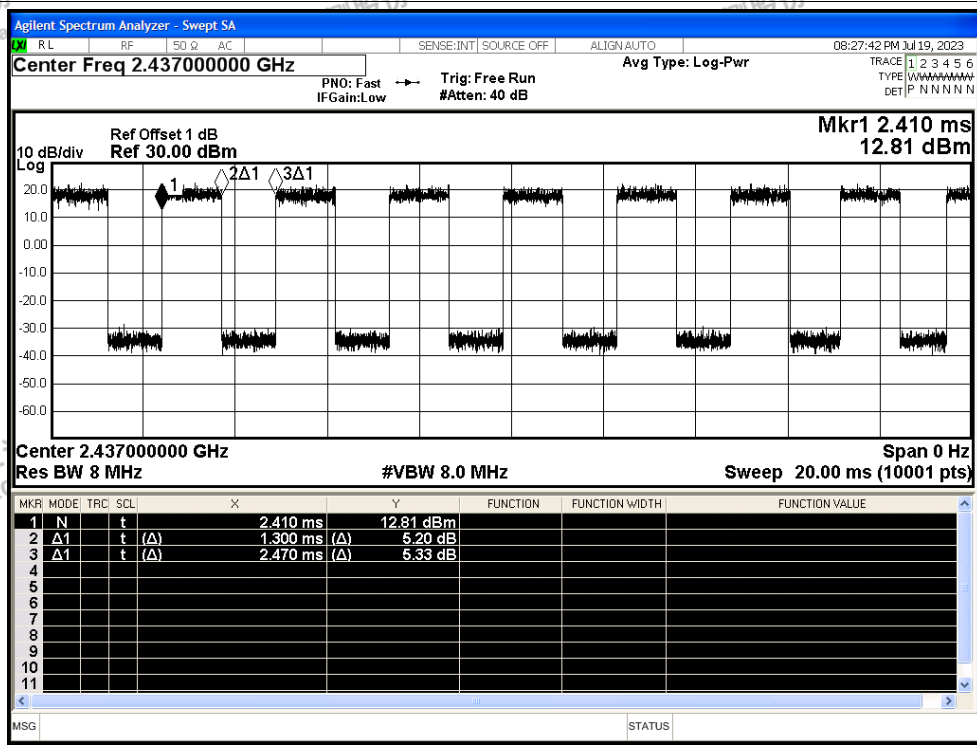 Agilent Spectrum Analyzer - Swept SA
LXI RL RF 50 Ω AC SENSE:INT SOURCE OFF ALIGN AUTO 08:27:42 PM Jul 19, 2023
Center Freq 2.437000000 GHz
PNO: Fast
IFGain:Low
Trig: Free Run
#Atten: 40 dB
Avg Type: Log-Pwr
TRACE 1 2 3 4 5 6
TYPE WWWWWW
DET P N N N N N
Mkr1 2.410 ms
12.81 dBm
Ref Offset 1 dB
10 dB/div Ref 30.00 dBm
Log
1 2Δ1 3Δ1
20.0
10.0
0.00
-10.0
-20.0
-30.0
-40.0
-50.0
-60.0
Center 2.437000000 GHz Span 0 Hz
Res BW 8 MHz #VBW 8.0 MHz Sweep 20.00 ms (10001 pts)
MKR MODE TRC SCL X Y FUNCTION FUNCTION WIDTH FUNCTION VALUE
1 N t 2.410 ms 12.81 dBm
2 Δ1 t (Δ) 1.300 ms (Δ) 5.20 dB
3 Δ1 t (Δ) 2.470 ms (Δ) 5.33 dB
4
5
6
7
8
9
10
11
MSG STATUS